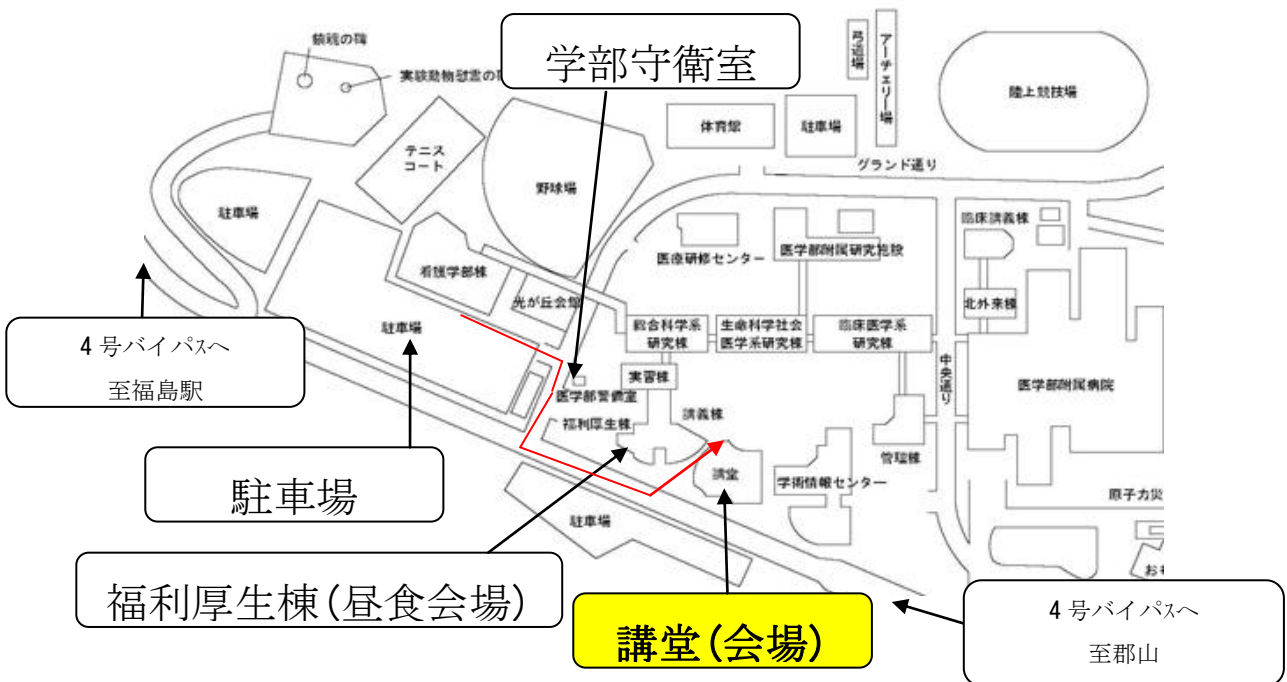 学部守衛室
弓道場
アーチェリー場
陸上競技場
実験動物慰霊の
体育館
駐車場
テニス
コート
野球場
グランド通り
駐車場
臨床講義棟
医療研修センター
医学部附属研究施設
看護学部棟
光が丘会館
北外来棟
駐車場
総合科学系
研究棟
生命科学社会
医学系研究棟
臨床医学系
研究棟
中央通り
4号バイパスへ
至福島駅
実習棟
医学部附属病院
医学部警備室
福利厚生棟
講義棟
管理棟
講堂
学術情報センター
駐車場
原子力災
駐車場
福利厚生棟(昼食会場)
講堂(会場)
4号バイパスへ
至郡山